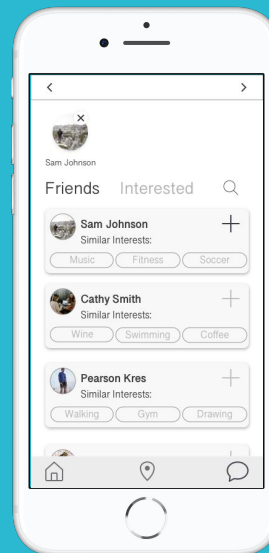 Sam Johnson
Friends Interested
Sam Johnson
Similar Interests:
Music Fitness Soccer
Cathy Smith
Similar Interests:
Wine Swimming Coffee
Pearson Kres
Similar Interests:
Walking Gym Drawing